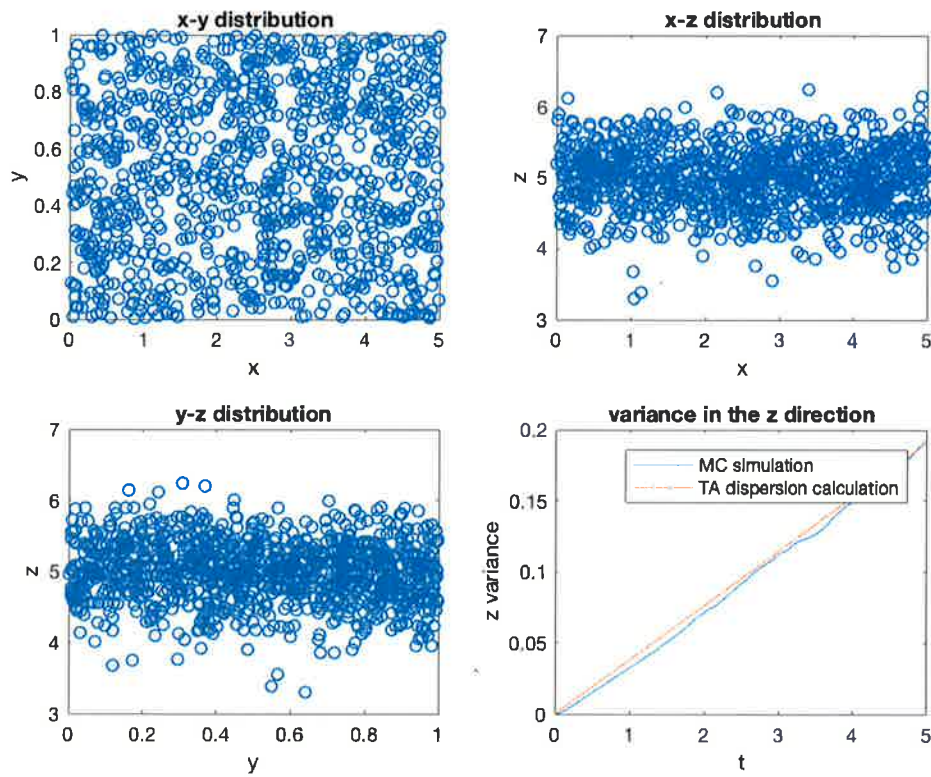 x-y distribution
1
0.8
0.6
0.4
0.2
0
y
0 1 2 3 4 5
x
x-z distribution
7
6
5
4
3
z
0 1 2 3 4 5
x
y-z distribution
7
6
5
4
3
z
0 0.2 0.4 0.6 0.8 1
y
variance in the z direction
0.2
0.15
0.1
0.05
0
z variance
MC simulation
TA dispersion calculation
0 1 2 3 4 5
t